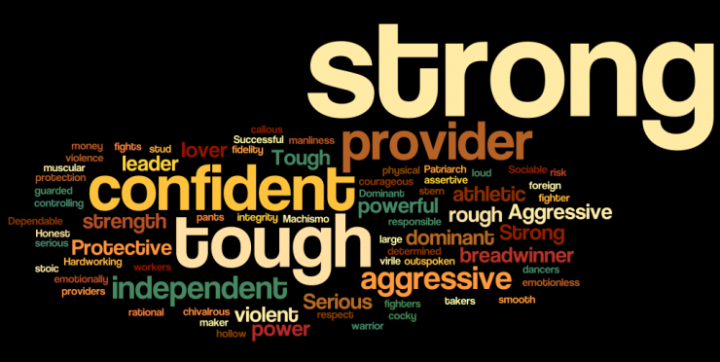 strong
callous
Successful manliness
provider
money fights stud lover fidelity
violence leader Tough
muscular physical Patriarch loud Sociable risk
protection confident courageous assertive
guarded Dominant stern athletic foreign
controlling powerful fighter
Dependable strength pants integrity Machismo responsible rough Aggressive
Honest tough large dominant Strong
serious Protective determined breadwinner
Hardworking virile outspoken
stoic workers aggressive dancers
emotionally emotionless
providers independent Serious fighters takers smooth
rational chivalrous violent respect cocky
maker power warrior
hollow